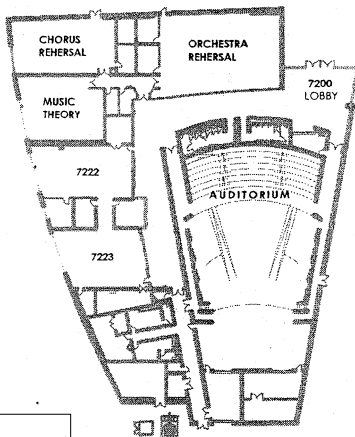 CHORUS
REHERSAL
ORCHESTRA
REHERSAL
7200
LOBBY
MUSIC
THEORY
7222
AUDITORIUM
7223